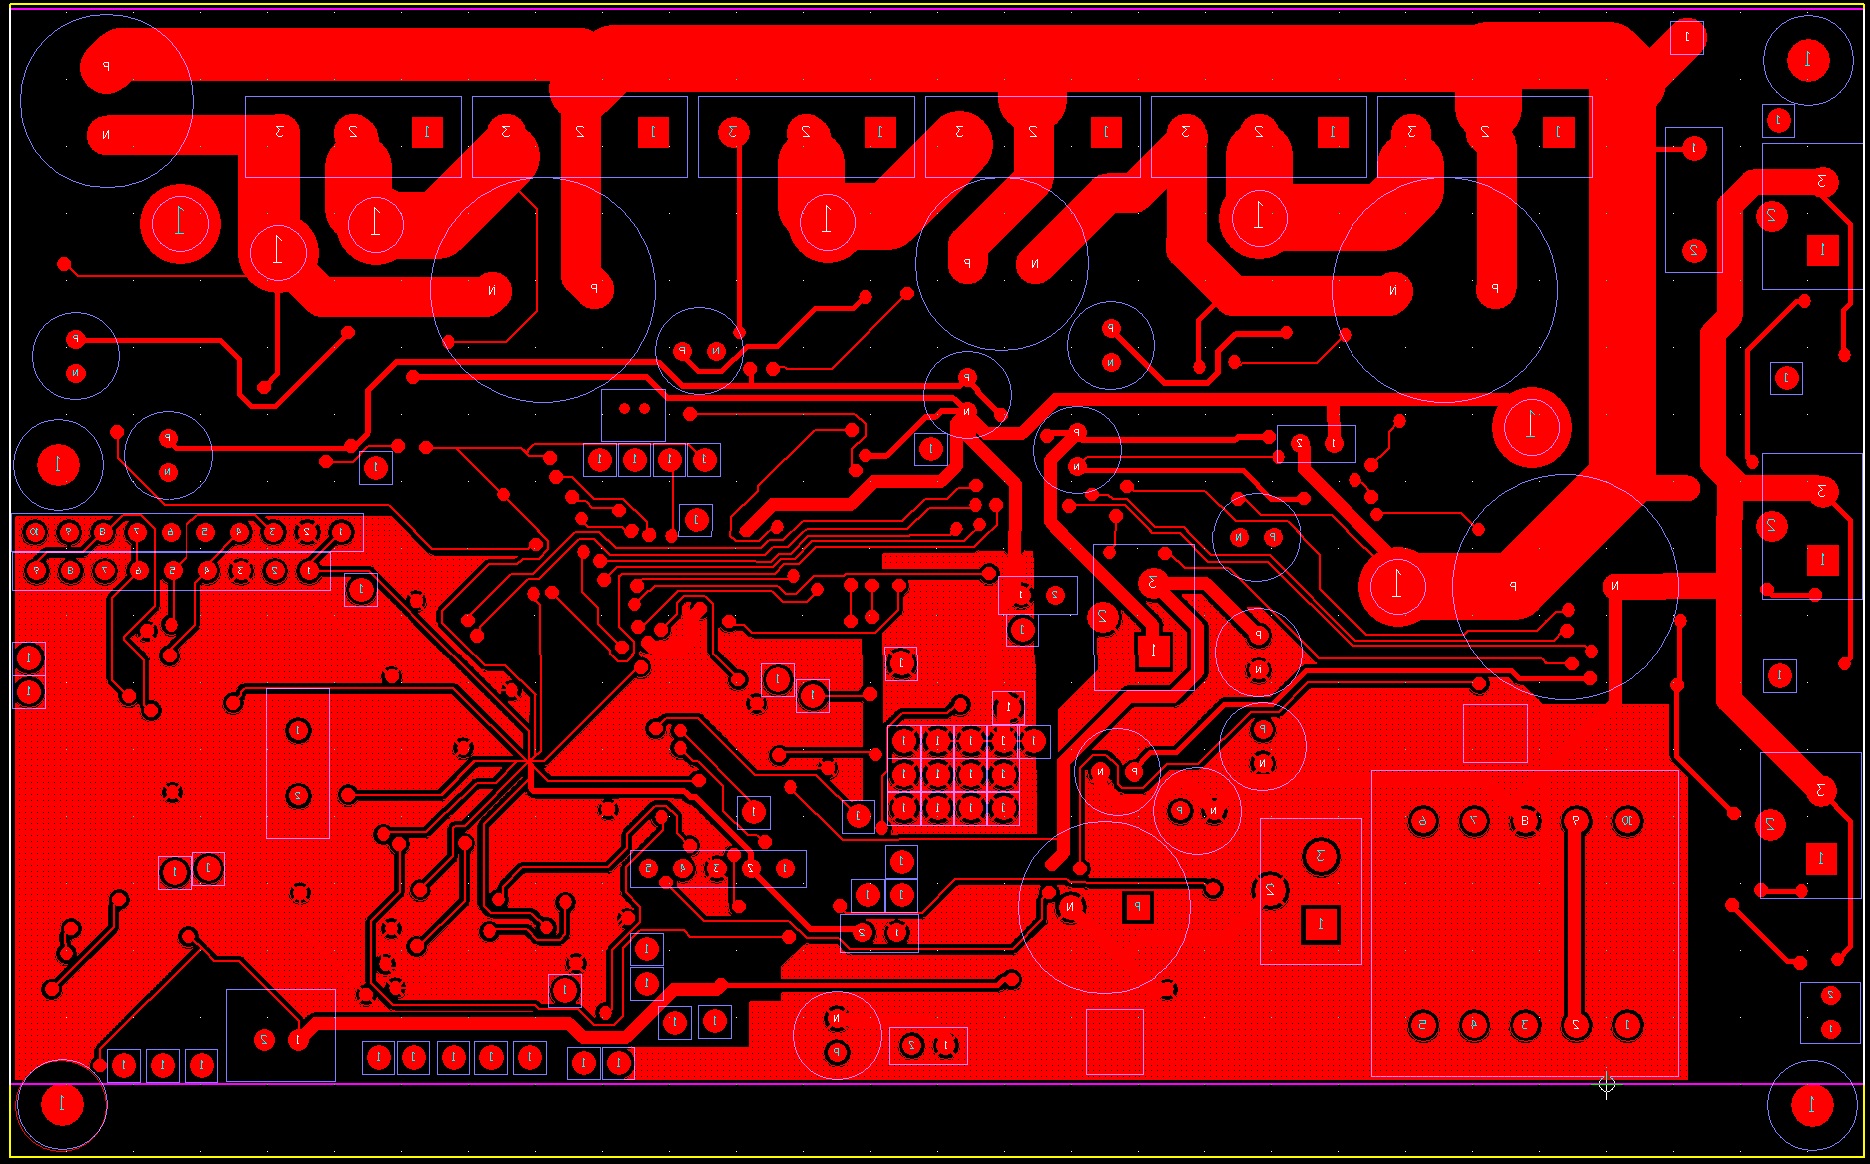 1
P 1
1
N 3 2 1 3 2 1 3 2 1 3 2 1 3 2 1 3 2 1
1
3
1 1 1 1 2
1 2 1
P N
N P N P
P P
P N
N
N P 1
N
1
P P 2 1
1
1 1 1 1 1 1 N N
3
1 2
10 9 8 7 6 5 4 3 2 1 N P
1
9 8 7 6 5 4 3 2 1
1 1 2 3 1 P N
2 1 P
1 1 1 N
1 1 1 1
1
1 P
1 1 1 1 1
N
1 1 1 1 N P
2 3
1 1 1 1 1 1 P N
6 7 8 9 10 2
3 1
1
1 1 5 4 3 2 1
1 1 2
N P
2 1 1
1
1 1 2
N 1 1 5 4 3 2 1 1
2 1 2 1
P
1 1 1 1 1 1 1 1 1 1
1 1